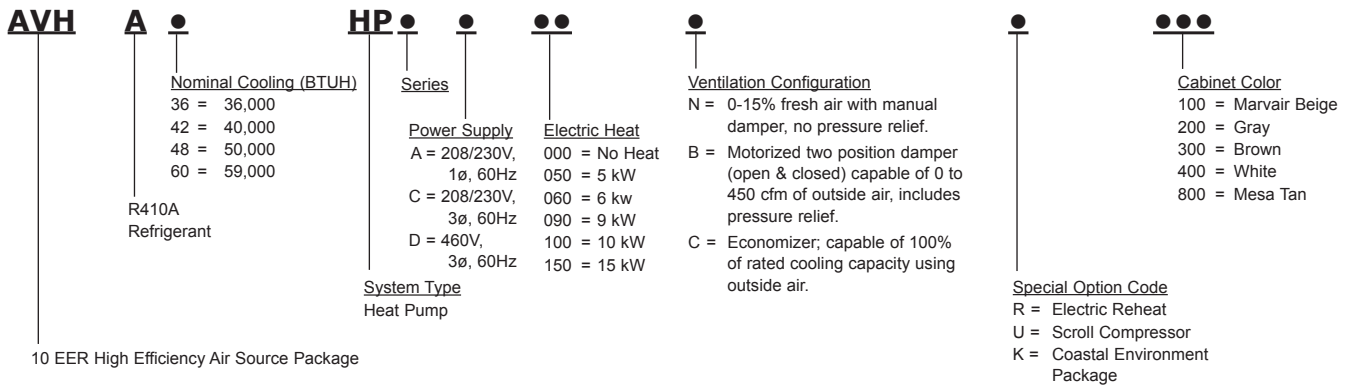 AVH A ● HP ● ● ●● ● ● ●●●
Nominal Cooling (BTUH)
36 = 36,000
42 = 40,000
48 = 50,000
60 = 59,000
R410A
Refrigerant
Series
Power Supply
A = 208/230V,
1ø, 60Hz
C = 208/230V,
3ø, 60Hz
D = 460V,
3ø, 60Hz
System Type
Heat Pump
Electric Heat
000 = No Heat
050 = 5 kW
060 = 6 kw
090 = 9 kW
100 = 10 kW
150 = 15 kW
Ventilation Configuration
N = 0-15% fresh air with manual
damper, no pressure relief.
B = Motorized two position damper
(open & closed) capable of 0 to
450 cfm of outside air, includes
pressure relief.
C = Economizer; capable of 100%
of rated cooling capacity using
outside air.
Special Option Code
R = Electric Reheat
U = Scroll Compressor
K = Coastal Environment
Package
Cabinet Color
100 = Marvair Beige
200 = Gray
300 = Brown
400 = White
800 = Mesa Tan
10 EER High Efficiency Air Source Package